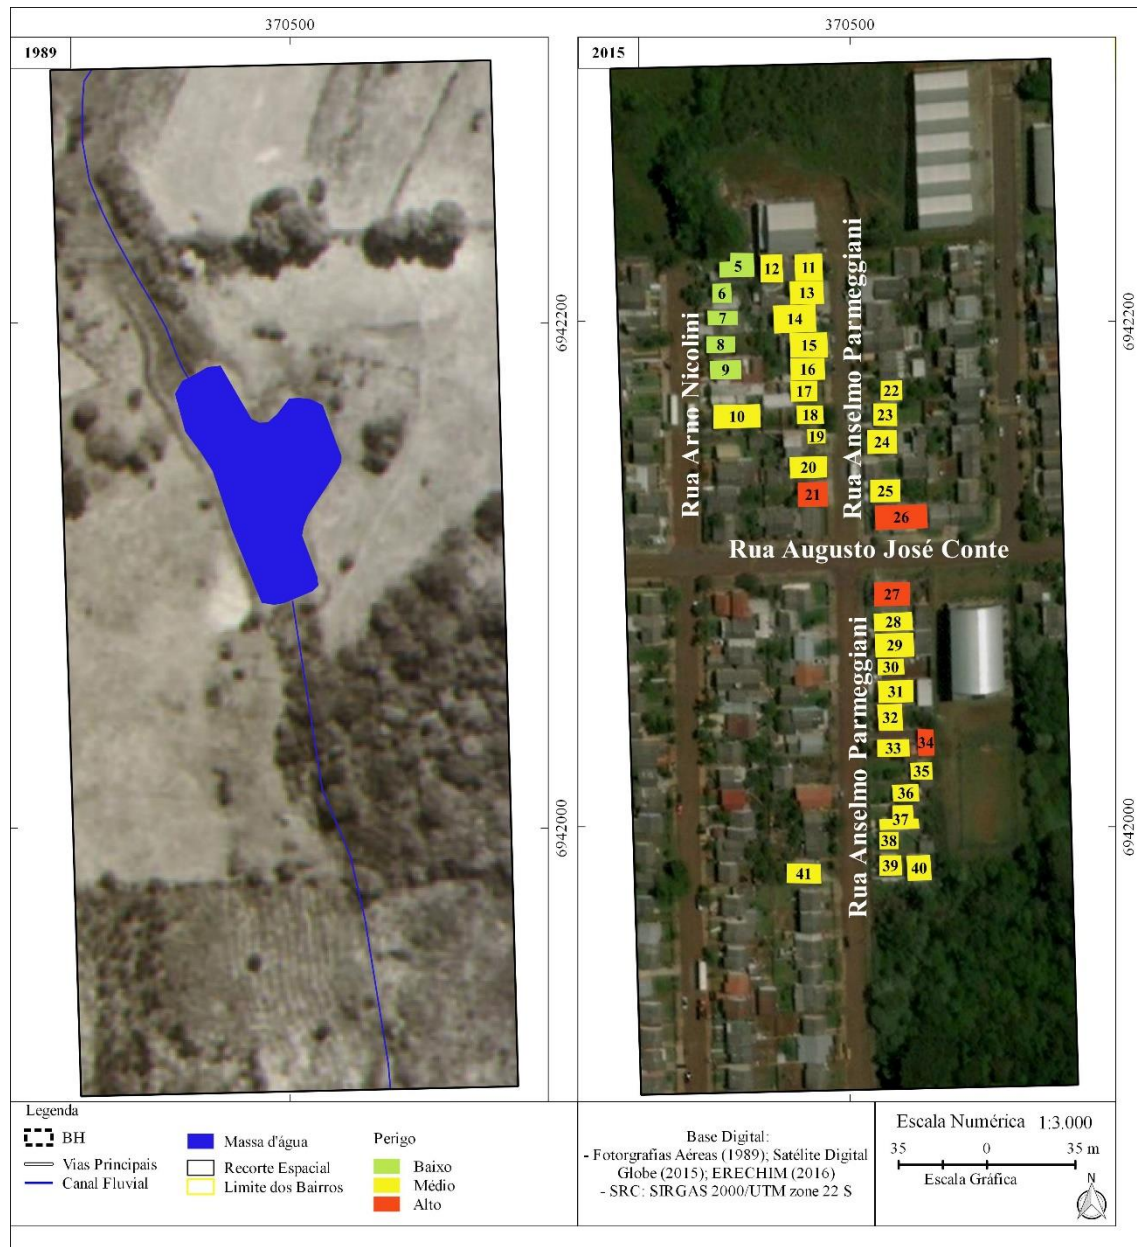 370500
370500
1989
2015
6942200
6942200
6942000
6942000
5
12
11
6
13
7
14
8
15
9
16
17
22
10
18
23
19
24
20
21
25
26
Rua Arno Nicolini
Rua Anselmo Parmeggiani
Rua Augusto José Conte
27
28
29
30
31
32
33
34
35
36
37
38
39
40
41
Rua Anselmo Parmeggiani
Legenda
BH
Vias Principais
Canal Fluvial
Massa d'água
Recorte Espacial
Limite dos Bairros
Perigo
Baixo
Médio
Alto
Base Digital:
- Fotorgrafias Aéreas (1989); Satélite Digital
Globe (2015); ERECHIM (2016)
- SRC: SIRGAS 2000/UTM zone 22 S
Escala Numérica 1:3.000
35 0 35 m
Escala Gráfica
N